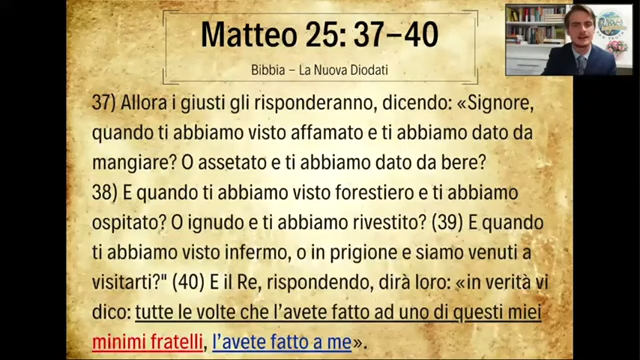 Matteo 25: 37–40
Bibbia – La Nuova Diodati
37) Allora i giusti gli risponderanno, dicendo: «Signore,
quando ti abbiamo visto affamato e ti abbiamo dato da
mangiare? O assetato e ti abbiamo dato da bere?
38) E quando ti abbiamo visto forestiero e ti abbiamo
ospitato? O ignudo e ti abbiamo rivestito? (39) E quando
ti abbiamo visto infermo, o in prigione e siamo venuti a
visitarti?" (40) E il Re, rispondendo, dirà loro: «in verità vi
dico: tutte le volte che l’avete fatto ad uno di questi miei
minimi fratelli, l’avete fatto a me».